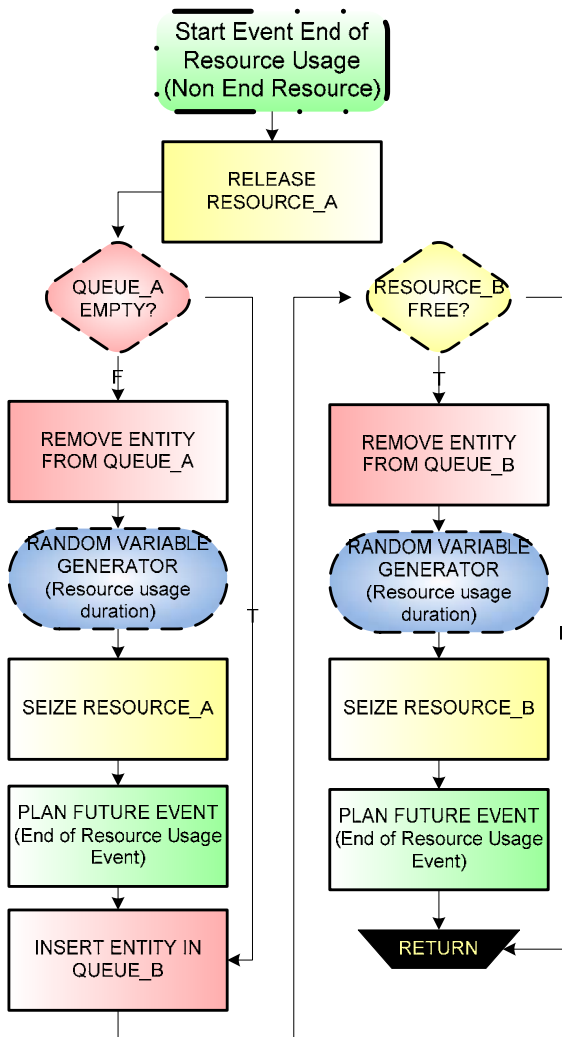 Start Event End of
Resource Usage
(Non End Resource)
RELEASE
RESOURCE_A
QUEUE_A
EMPTY?
F
T
REMOVE ENTITY
FROM QUEUE_A
RANDOM VARIABLE
GENERATOR
(Resource usage
duration)
SEIZE RESOURCE_A
PLAN FUTURE EVENT
(End of Resource Usage
Event)
INSERT ENTITY IN
QUEUE_B
RESOURCE_B
FREE?
T
REMOVE ENTITY
FROM QUEUE_B
RANDOM VARIABLE
GENERATOR
(Resource usage
duration)
SEIZE RESOURCE_B
PLAN FUTURE EVENT
(End of Resource Usage
Event)
RETURN